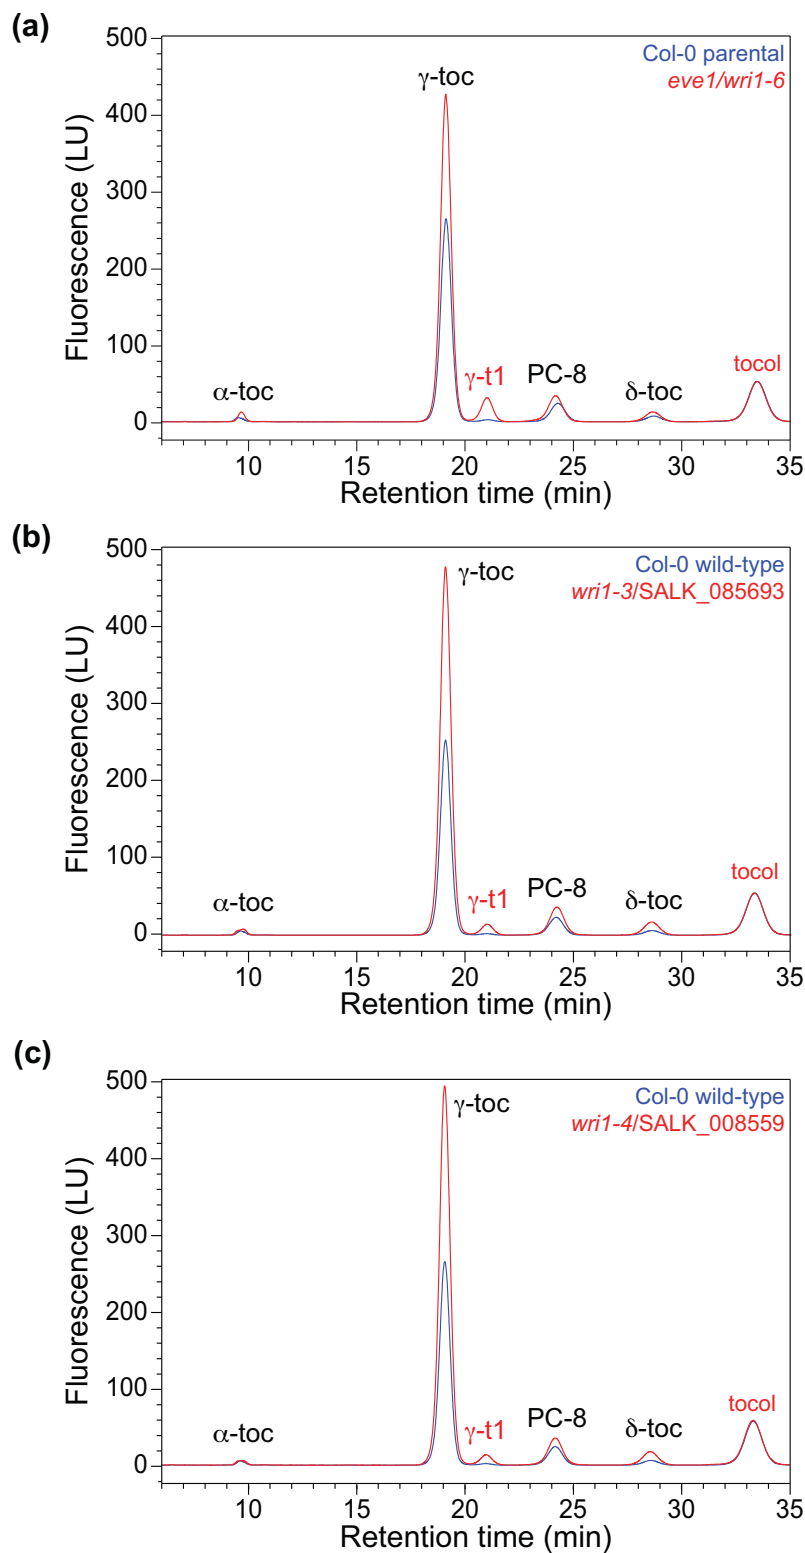 (a)
500
400
300
200
100
0
Fluorescence (LU)
Col-0 parental
eve1/wri1-6
γ-toc
α-toc
γ-t1
PC-8
δ-toc
tocol
10 15 20 25 30 35
Retention time (min)
(b)
500
400
300
200
100
0
Fluorescence (LU)
Col-0 wild-type
wri1-3/SALK_085693
γ-toc
α-toc
γ-t1
PC-8
δ-toc
tocol
10 15 20 25 30 35
Retention time (min)
(c)
500
400
300
200
100
0
Fluorescence (LU)
Col-0 wild-type
wri1-4/SALK_008559
γ-toc
α-toc
γ-t1
PC-8
δ-toc
tocol
10 15 20 25 30 35
Retention time (min)